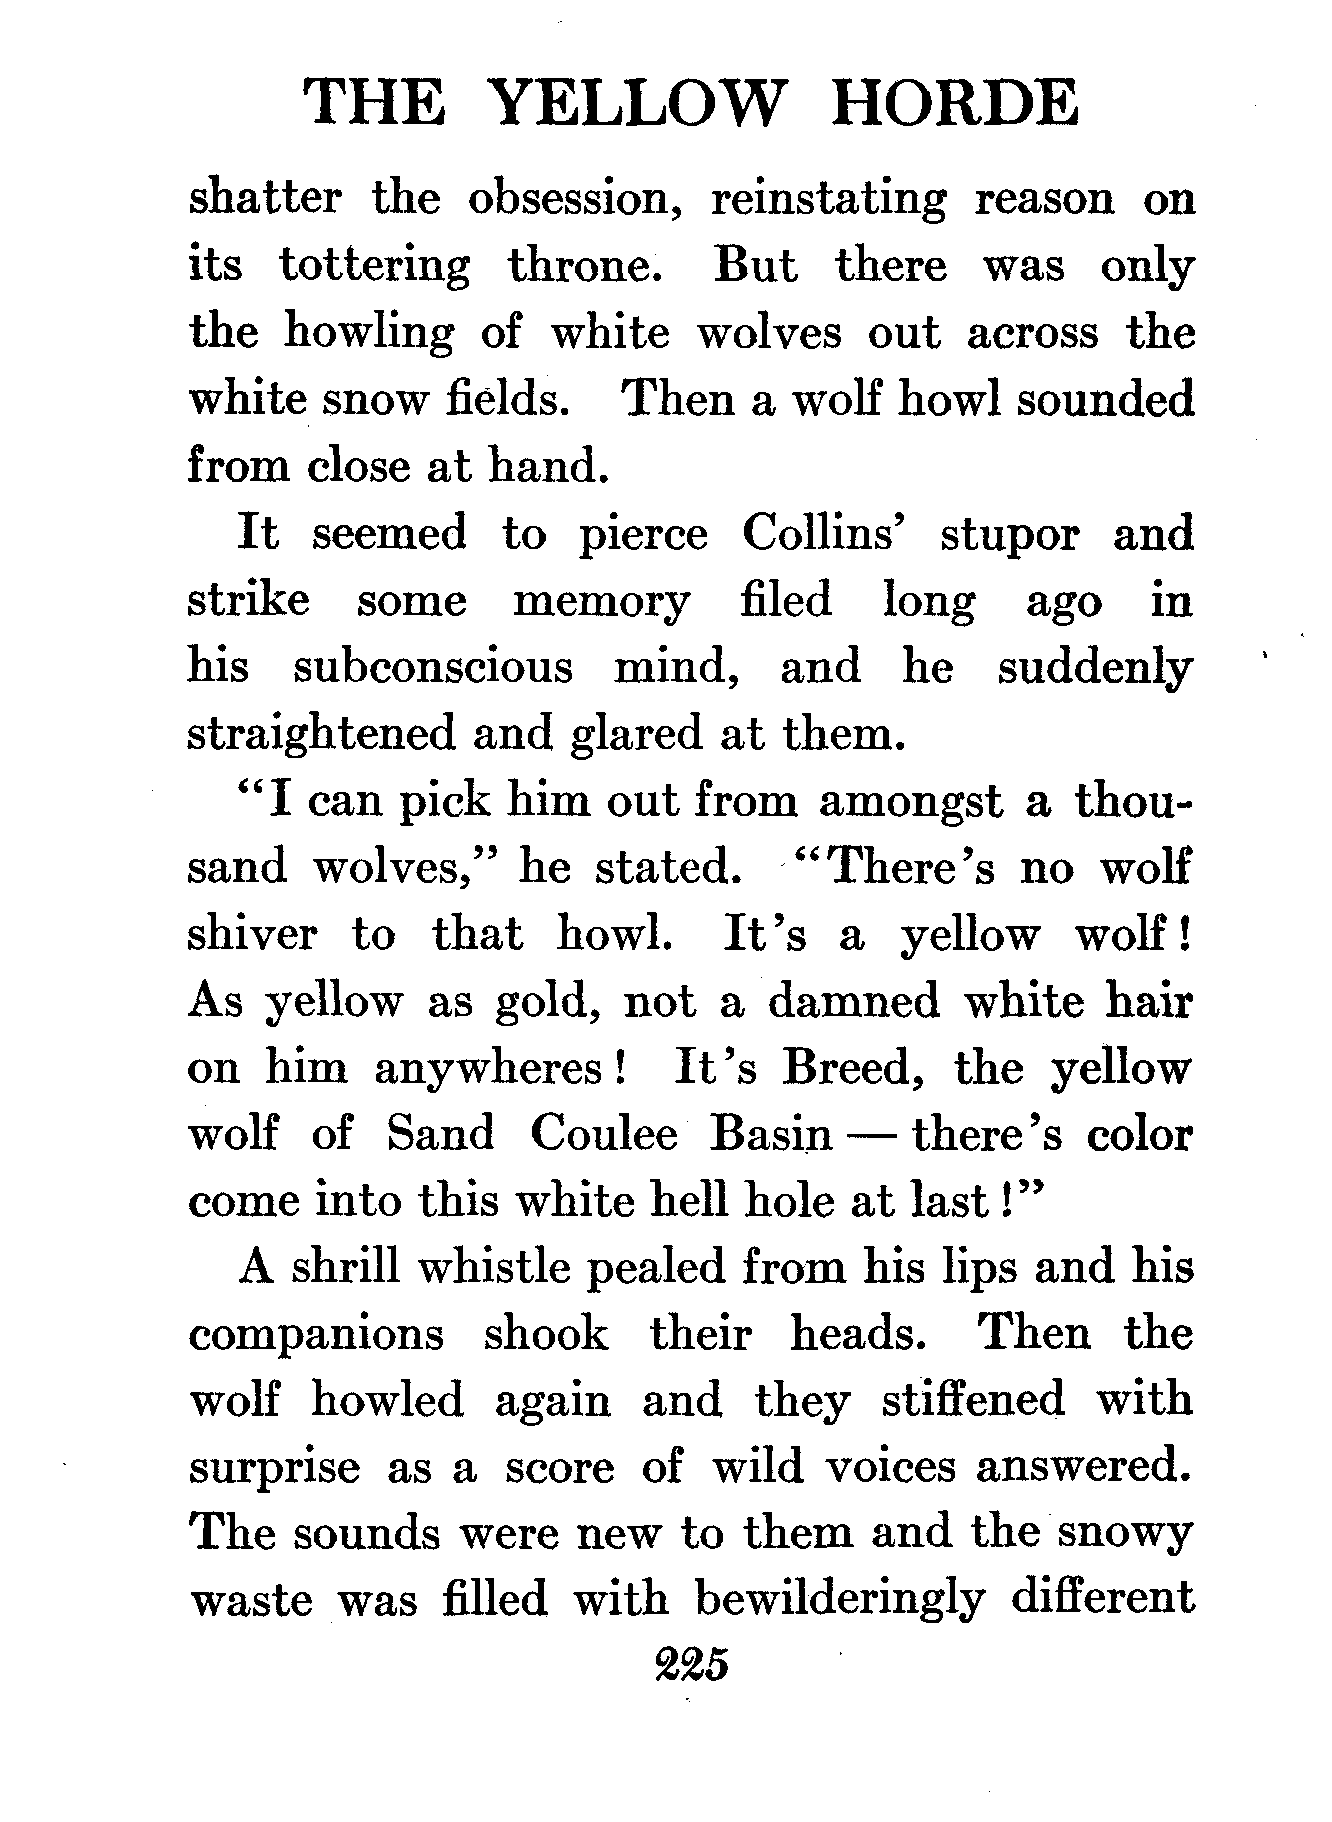 THE YELLOW HORDE
shatter the obsession, reinstating reason on
its tottering throne. But there was only
the howling of white wolves out across the
white snow fields. Then a wolf howl sounded
from close at hand.
It seemed to pierce Collins' stupor and
strike some memory filed long ago in
his subconscious mind, and he suddenly
straightened and glared at them.
"I can pick him out from amongst a thou-
sand wolves," he stated. "There's no wolf
shiver to that howl. It's a yellow wolf!
As yellow as gold, not a damned white hair
on him anywheres! It's Breed, the yellow
wolf of Sand Coulee Basin — there's color
come into this white hell hole at last!"
A shrill whistle pealed from his lips and his
companions shook their heads. Then the
wolf howled again and they stiffened with
surprise as a score of wild voices answered.
The sounds were new to them and the snowy
waste was filled with bewilderingly different
225